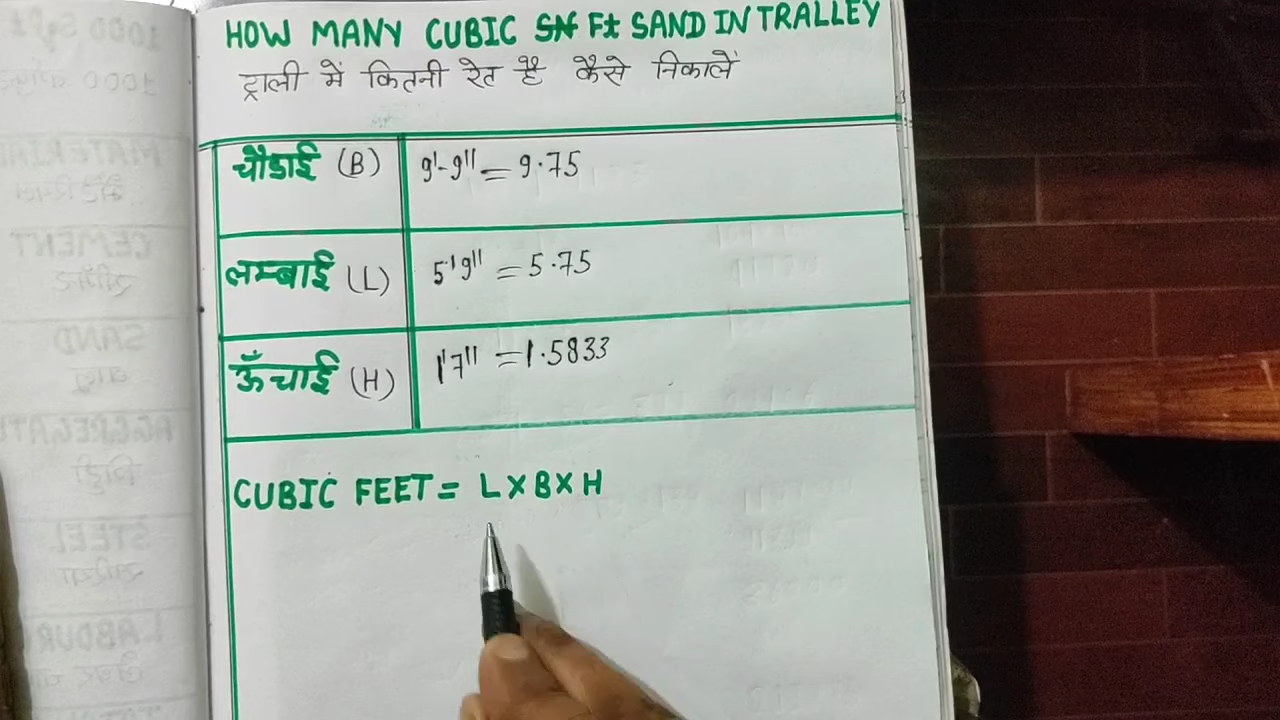 HOW MANY CUBIC SN Ft SAND IN TRALLEY
ट्राली में कितनी रेत है कैसे निकालें
चौडाई (B) 9'-9" = 9.75
लम्बाई (L) 5'9" = 5.75
ऊँचाई (H) 1'7" = 1.5833
CUBIC FEET = L×B×H